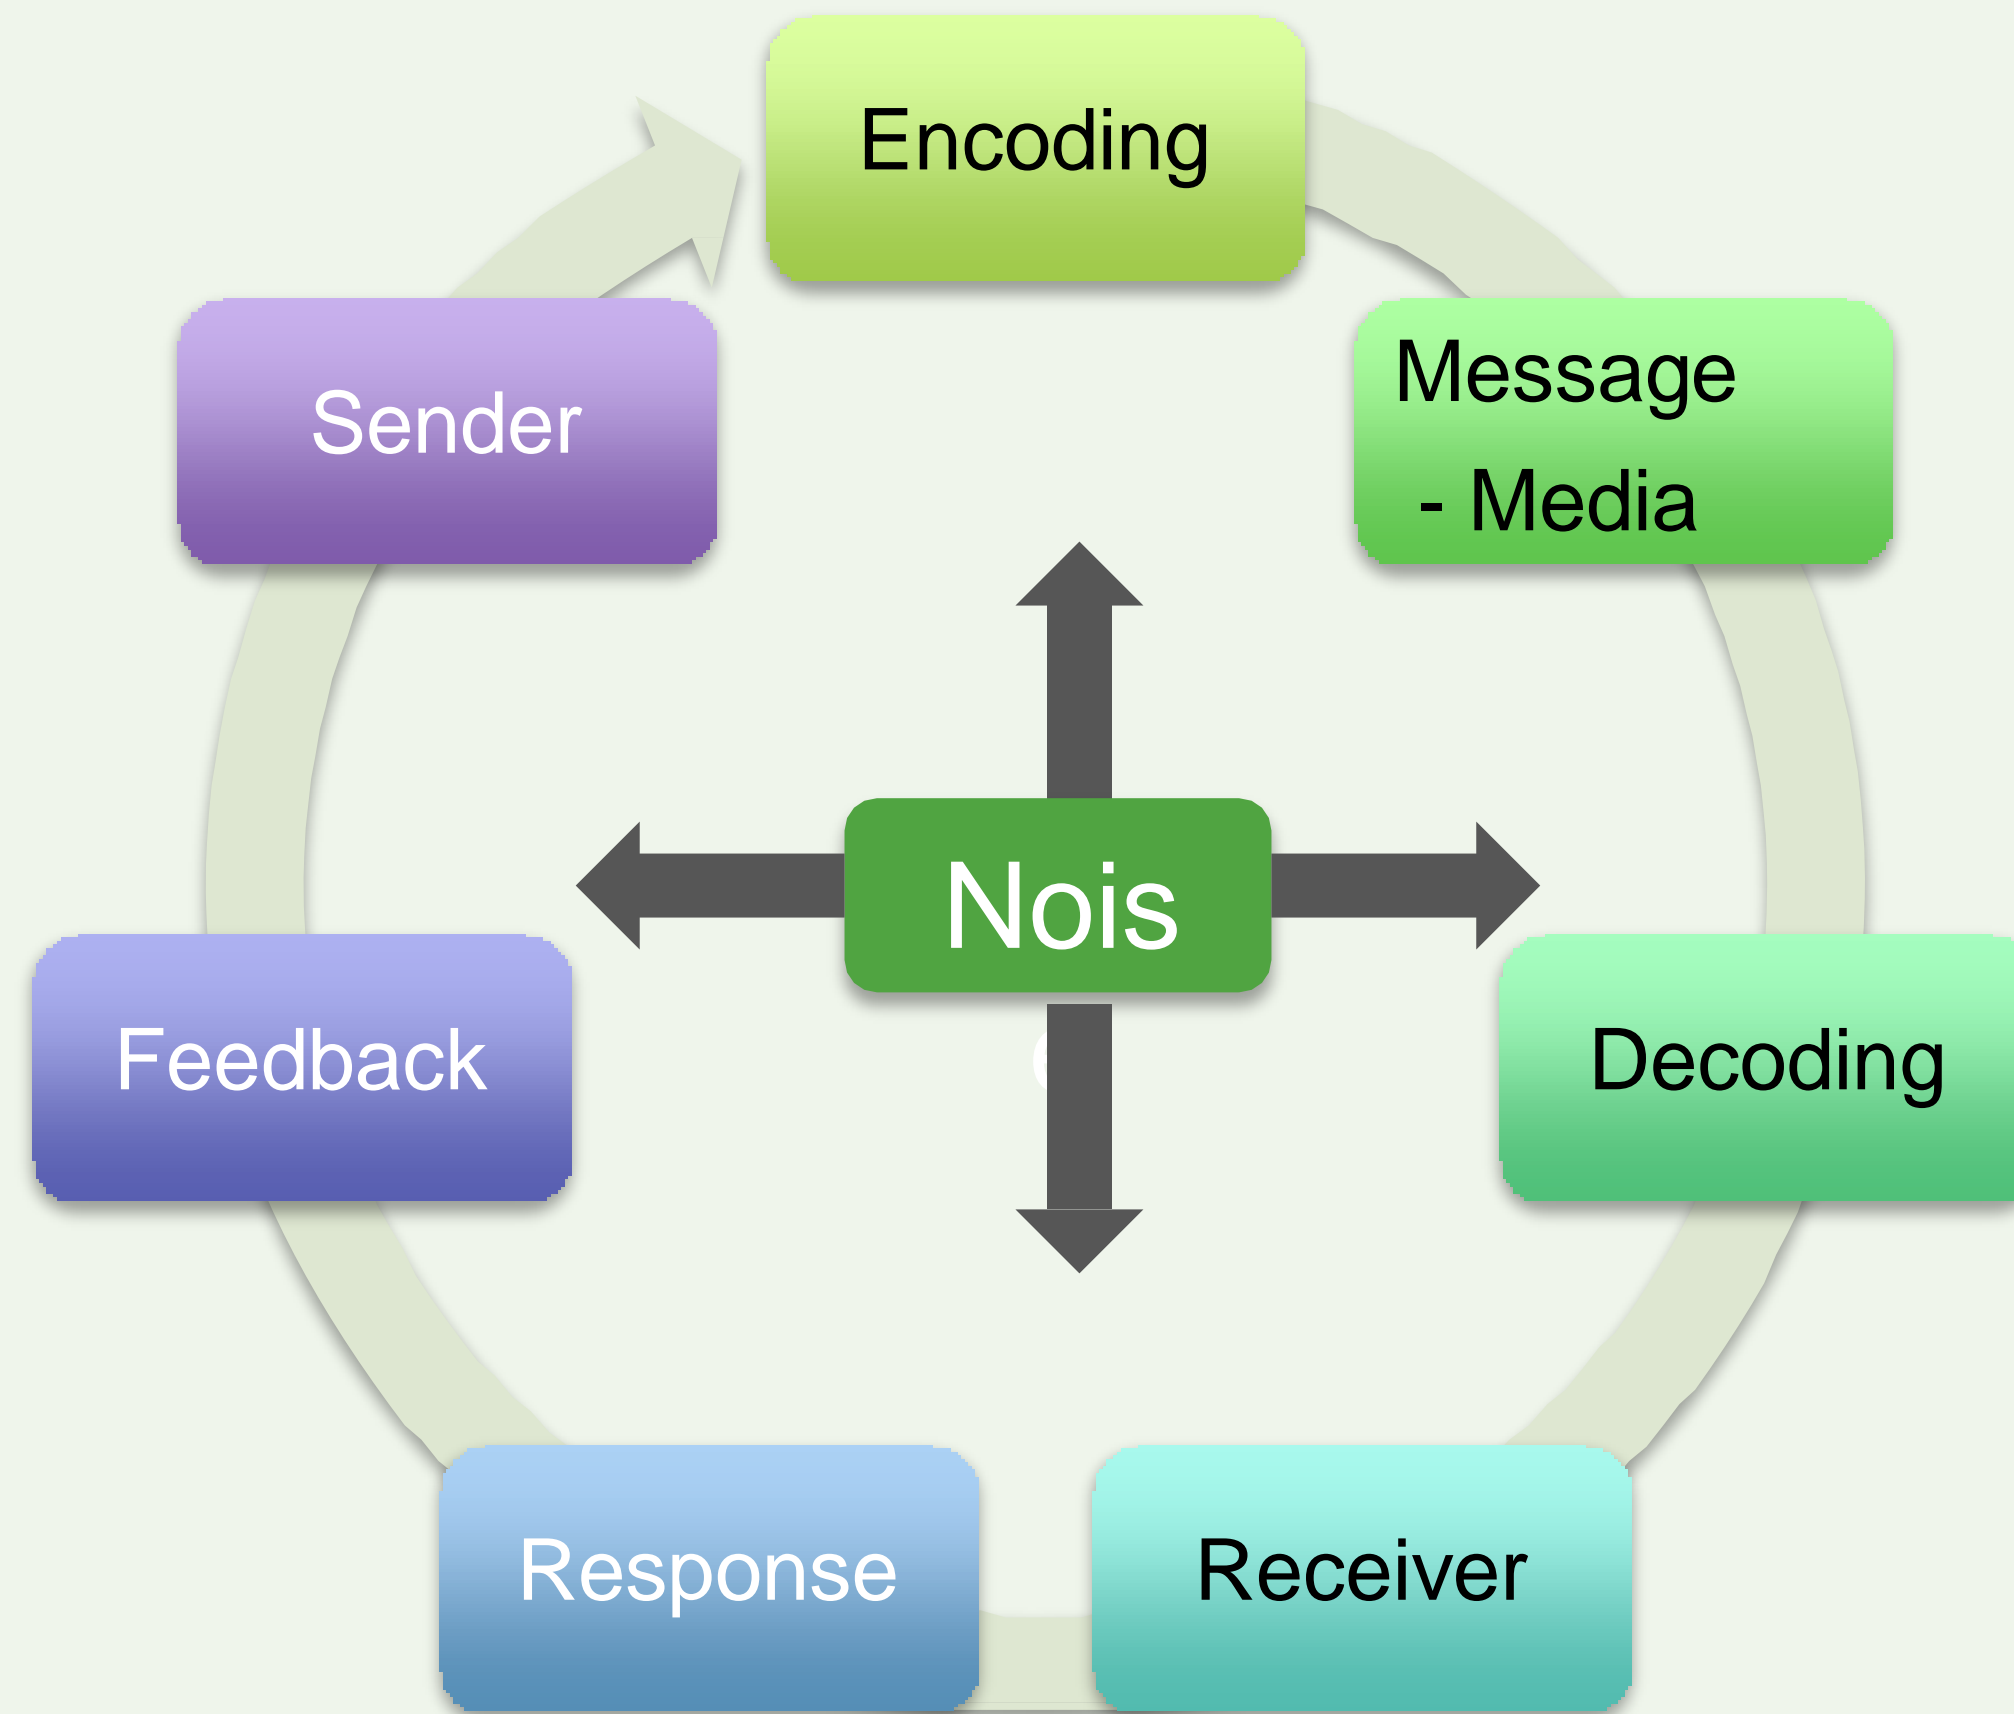 Encoding
Message
- Media
Sender
Nois
e
Feedback
Decoding
Response
Receiver